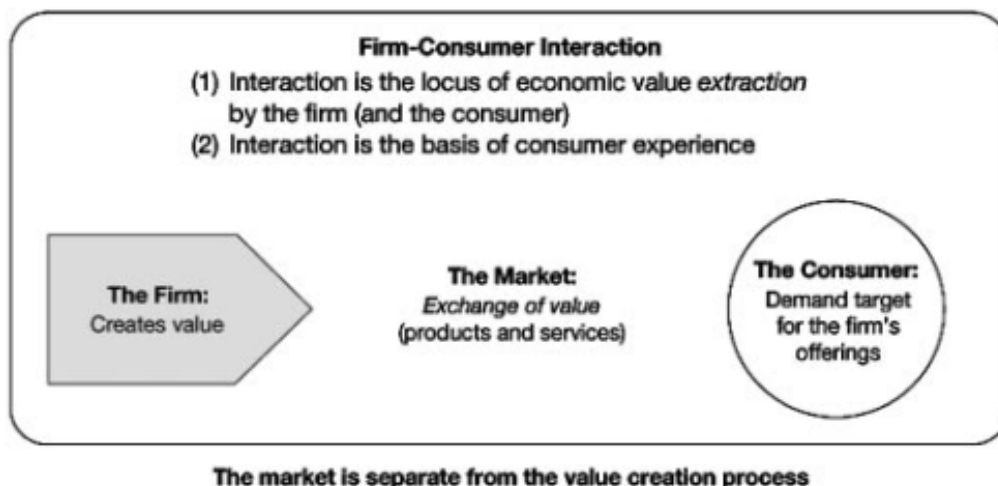 Firm-Consumer Interaction
(1) Interaction is the locus of economic value extraction
by the firm (and the consumer)
(2) Interaction is the basis of consumer experience
The Firm:
Creates value
The Market:
Exchange of value
(products and services)
The Consumer:
Demand target
for the firm's
offerings
The market is separate from the value creation process